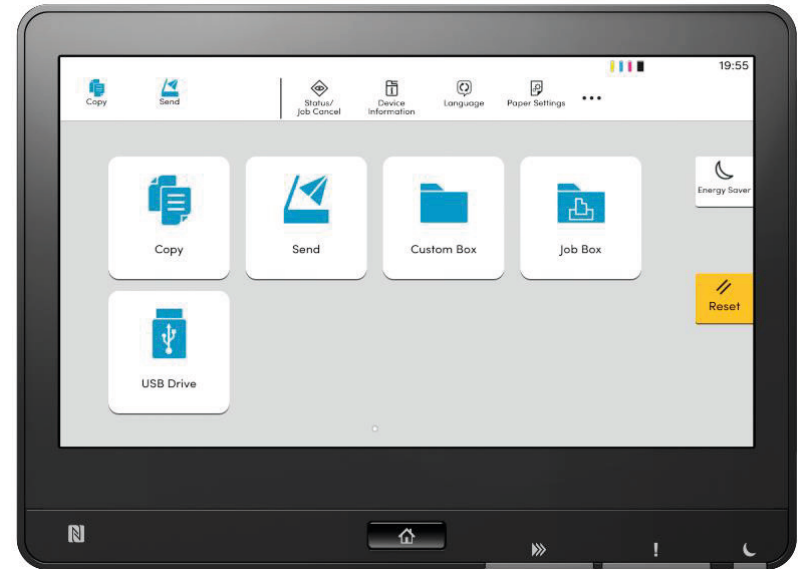 19:55
Copy
Send
Status/
Job Cancel
Device
Information
Language
Paper Settings
Energy Saver
Copy
Send
Custom Box
Job Box
Reset
USB Drive